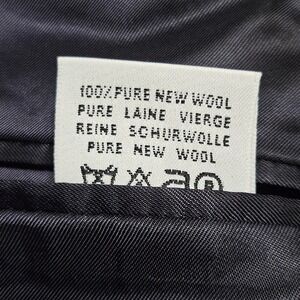 100% PURE NEW WOOL
PURE LAINE VIERGE
REINE SCHURWOLLE
PURE NEW WOOL